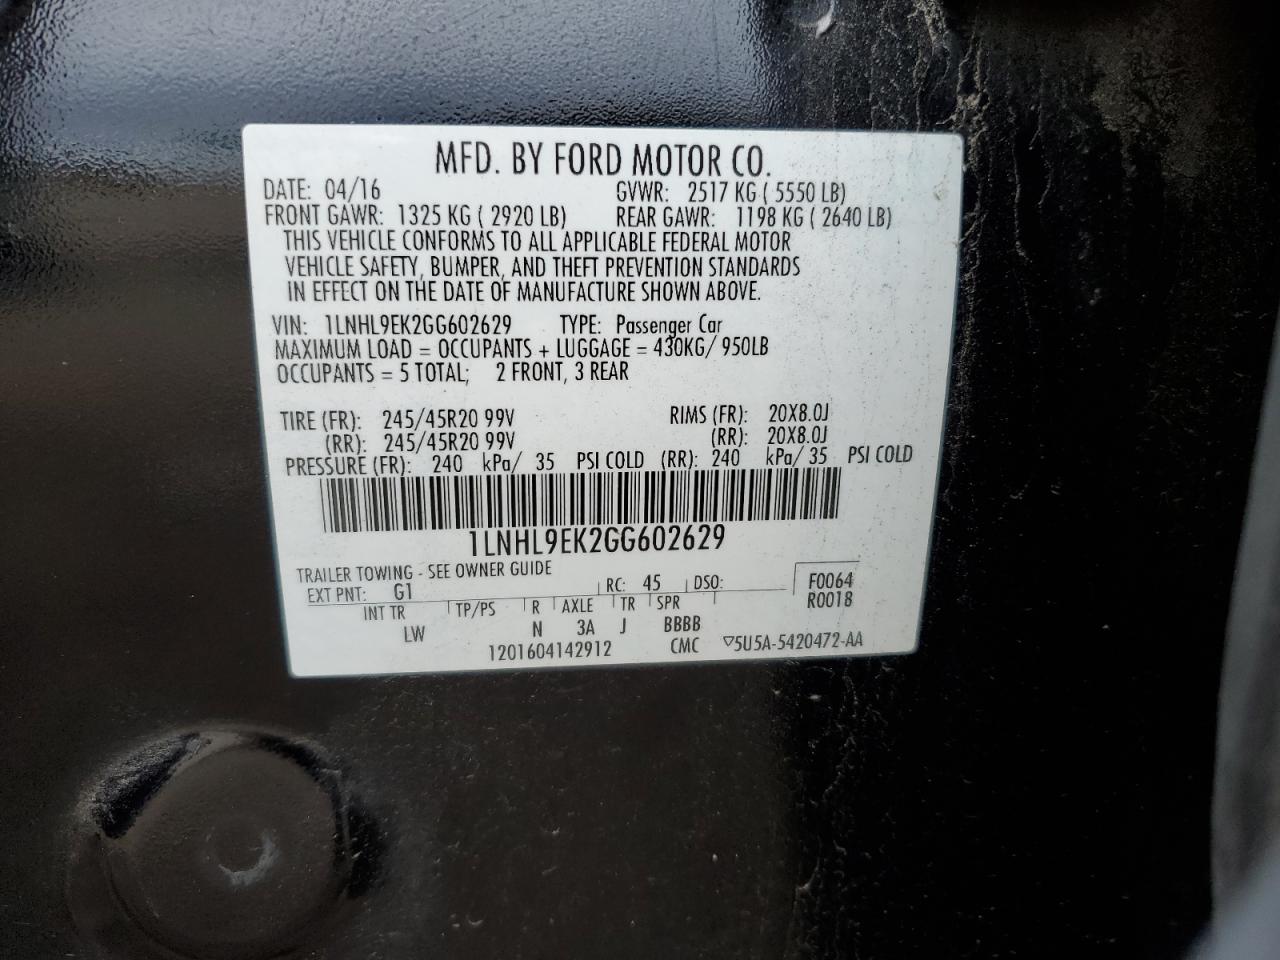 MFD. BY FORD MOTOR CO.
DATE: 04/16 GVWR: 2517 KG ( 5550 LB)
FRONT GAWR: 1325 KG ( 2920 LB) REAR GAWR: 1198 KG ( 2640 LB)
THIS VEHICLE CONFORMS TO ALL APPLICABLE FEDERAL MOTOR
VEHICLE SAFETY, BUMPER, AND THEFT PREVENTION STANDARDS
IN EFFECT ON THE DATE OF MANUFACTURE SHOWN ABOVE.
VIN: 1LNHL9EK2GG602629 TYPE: Passenger Car
MAXIMUM LOAD = OCCUPANTS + LUGGAGE = 430KG/ 950LB
OCCUPANTS = 5 TOTAL; 2 FRONT, 3 REAR
TIRE (FR): 245/45R20 99V RIMS (FR): 20X8.0J
(RR): 245/45R20 99V (RR): 20X8.0J
PRESSURE (FR): 240 kPa/ 35 PSI COLD (RR): 240 kPa/ 35 PSI COLD
1LNHL9EK2GG602629
TRAILER TOWING - SEE OWNER GUIDE
EXT PNT: G1 RC: 45 DSO: F0064
INT TR TP/PS R AXLE TR SPR R0018
LW N 3A J BBBB
1201604142912 CMC ▽5U5A-5420472-AA